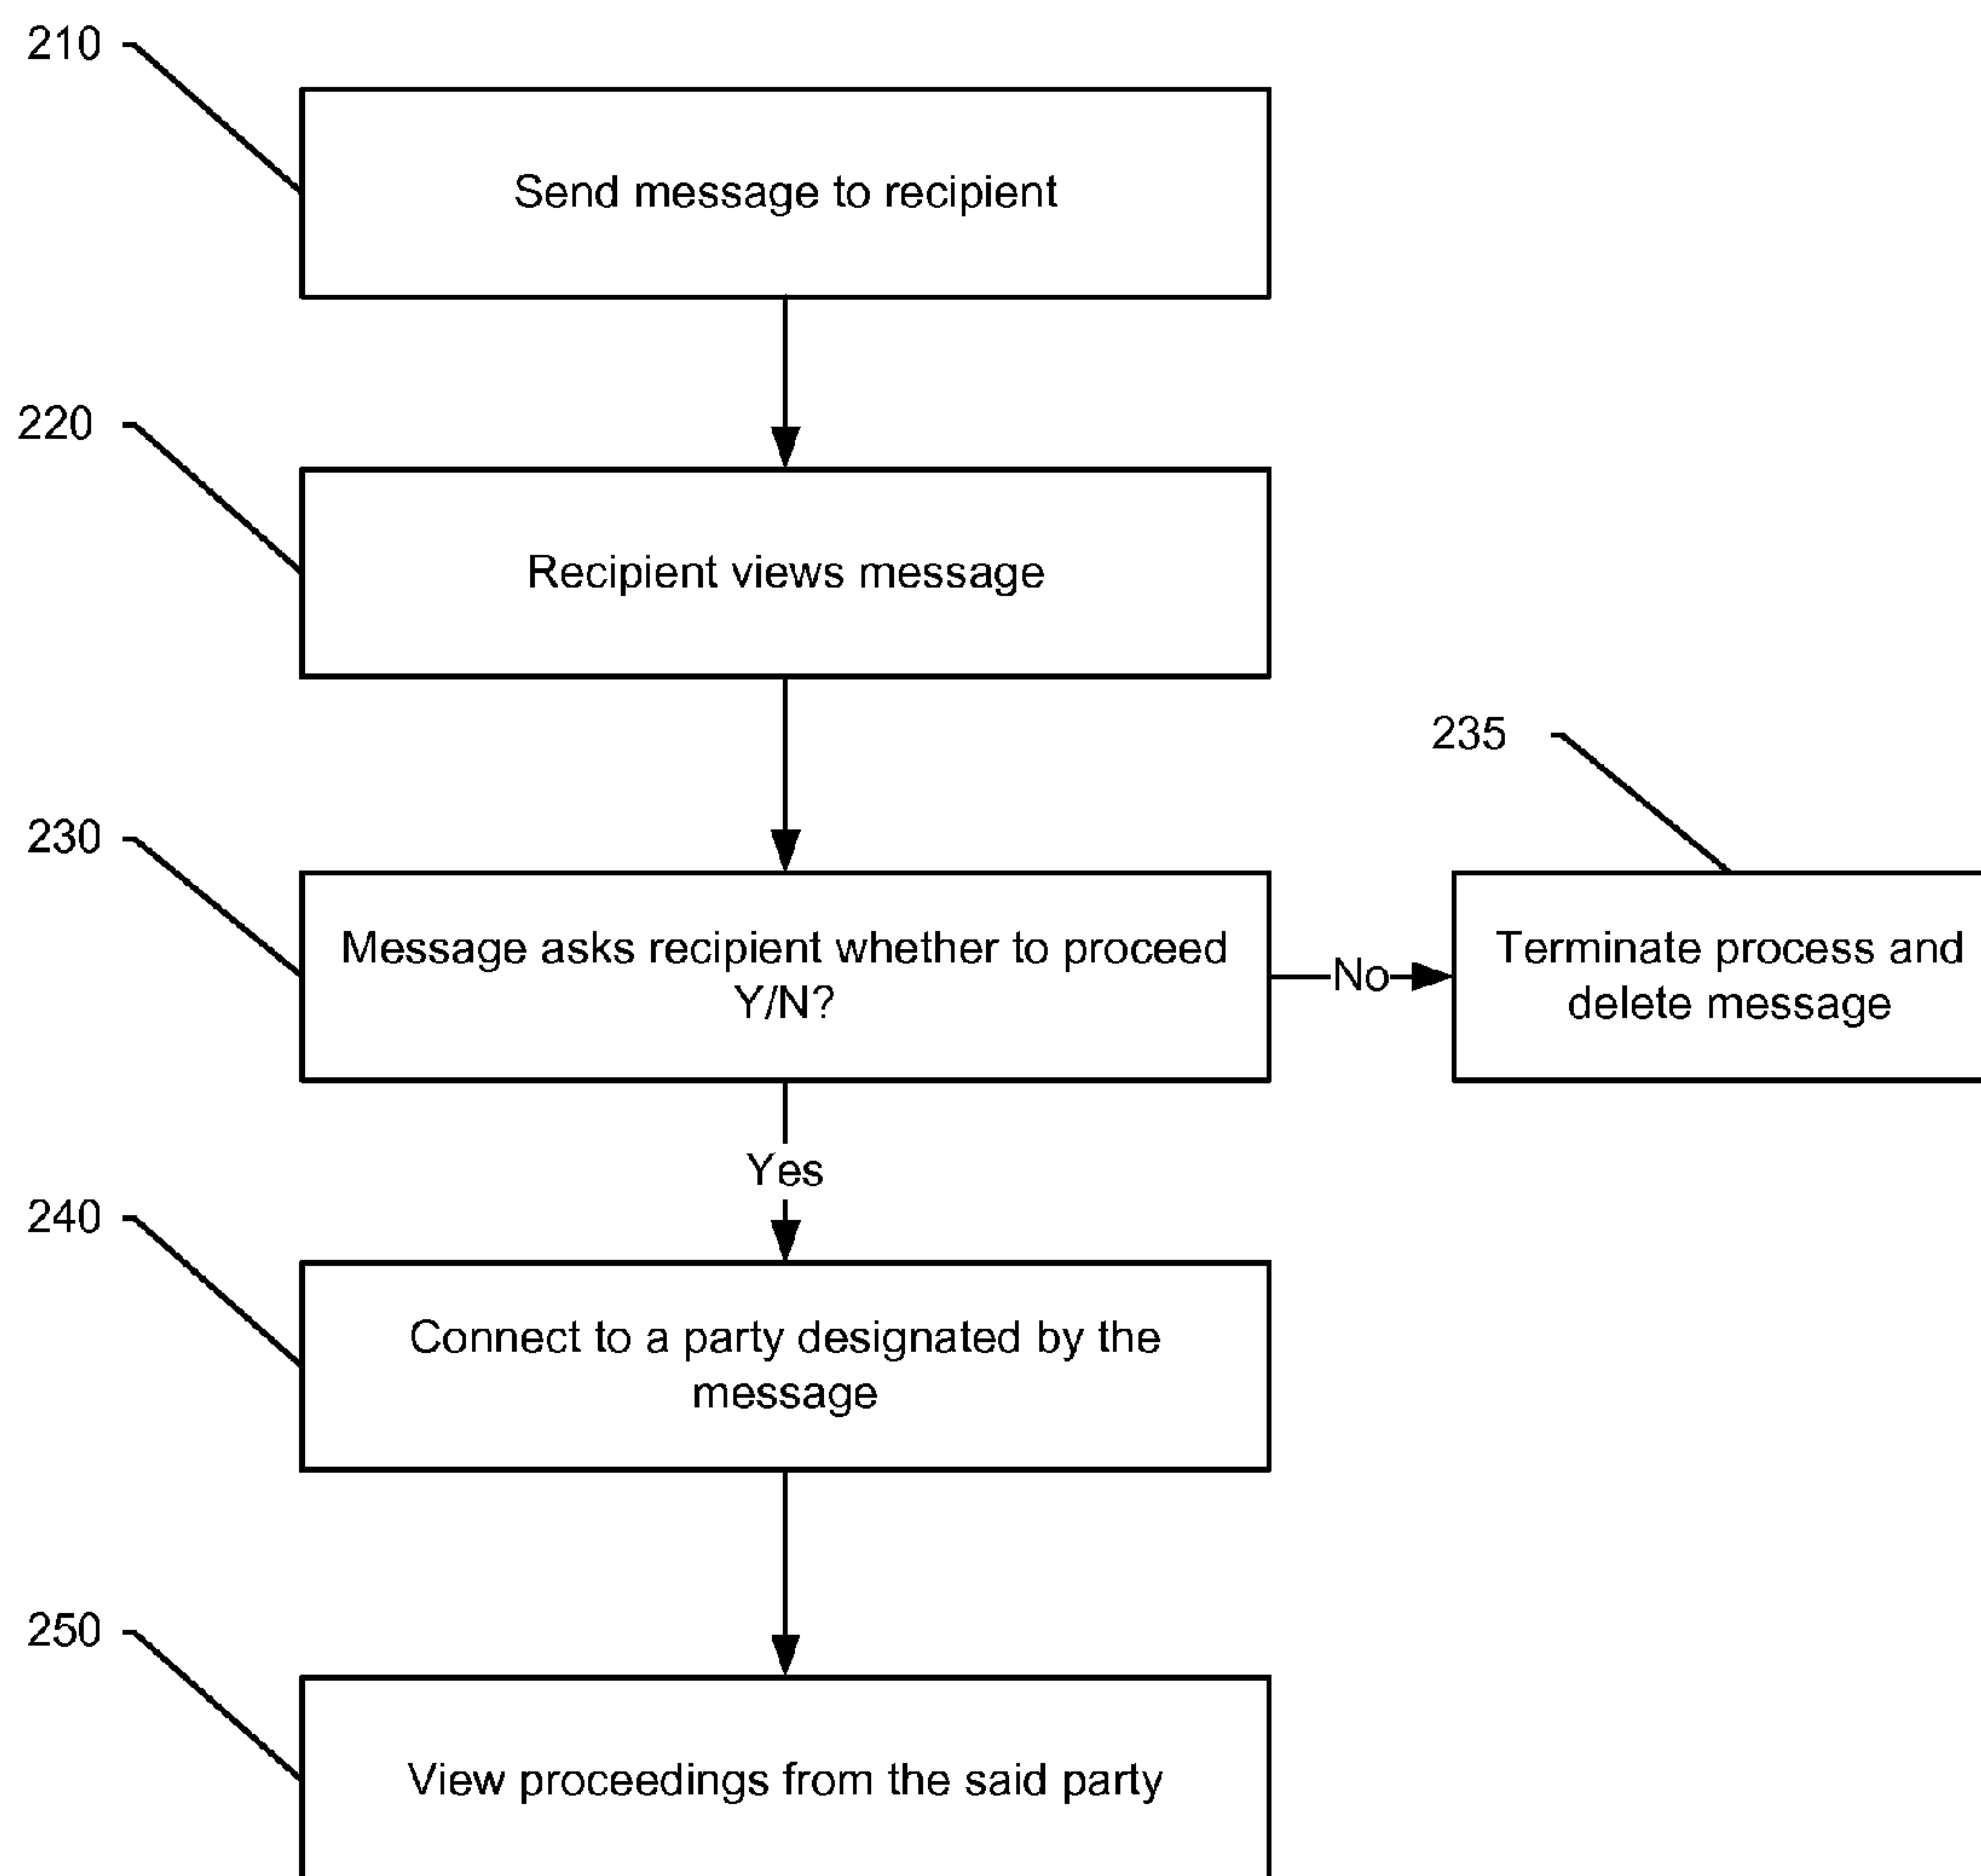 210
Send message to recipient
220
Recipient views message
235
230
Message asks recipient whether to proceed
Y/N?
No
Terminate process and
delete message
Yes
240
Connect to a party designated by the
message
250
View proceedings from the said party